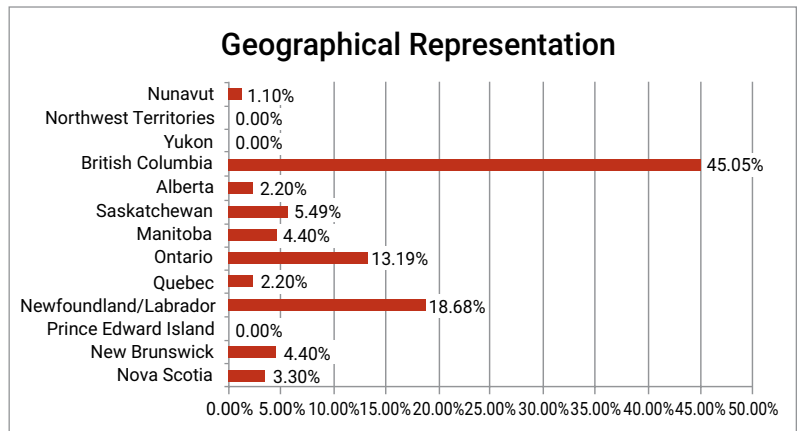 Geographical Representation
Nunavut 1.10%
Northwest Territories 0.00%
Yukon 0.00%
British Columbia 45.05%
Alberta 2.20%
Saskatchewan 5.49%
Manitoba 4.40%
Ontario 13.19%
Quebec 2.20%
Newfoundland/Labrador 18.68%
Prince Edward Island 0.00%
New Brunswick 4.40%
Nova Scotia 3.30%
0.00% 5.00% 10.00% 15.00% 20.00% 25.00% 30.00% 35.00% 40.00% 45.00% 50.00%